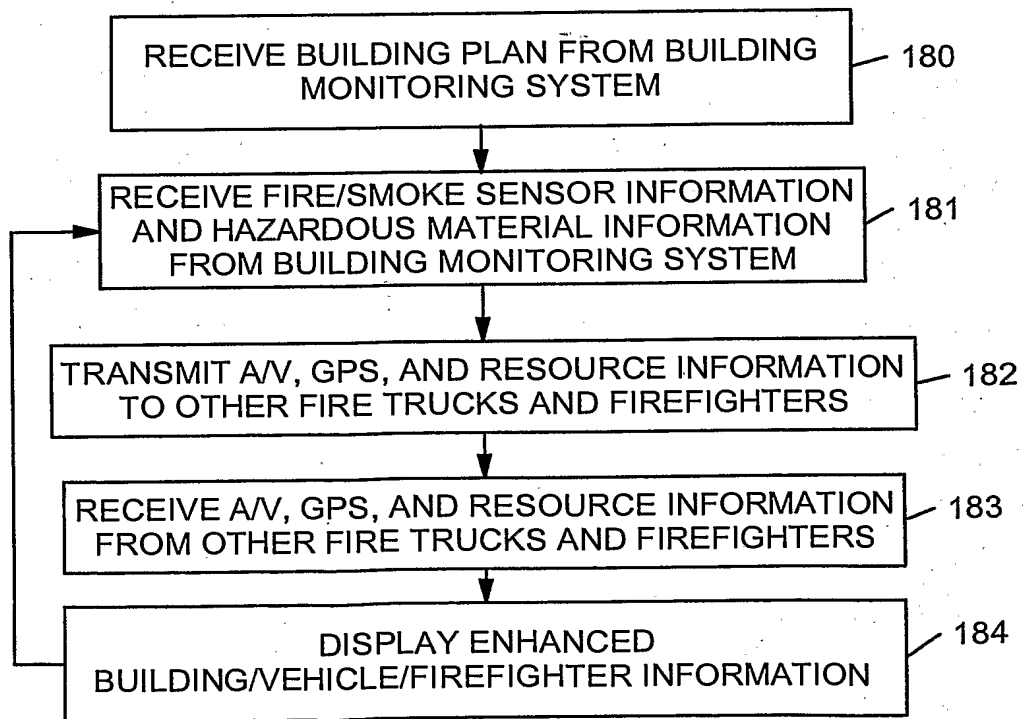 RECEIVE BUILDING PLAN FROM BUILDING
MONITORING SYSTEM
180
RECEIVE FIRE/SMOKE SENSOR INFORMATION
AND HAZARDOUS MATERIAL INFORMATION
FROM BUILDING MONITORING SYSTEM
181
TRANSMIT A/V, GPS, AND RESOURCE INFORMATION
TO OTHER FIRE TRUCKS AND FIREFIGHTERS
182
RECEIVE A/V, GPS, AND RESOURCE INFORMATION
FROM OTHER FIRE TRUCKS AND FIREFIGHTERS
183
DISPLAY ENHANCED
BUILDING/VEHICLE/FIREFIGHTER INFORMATION
184